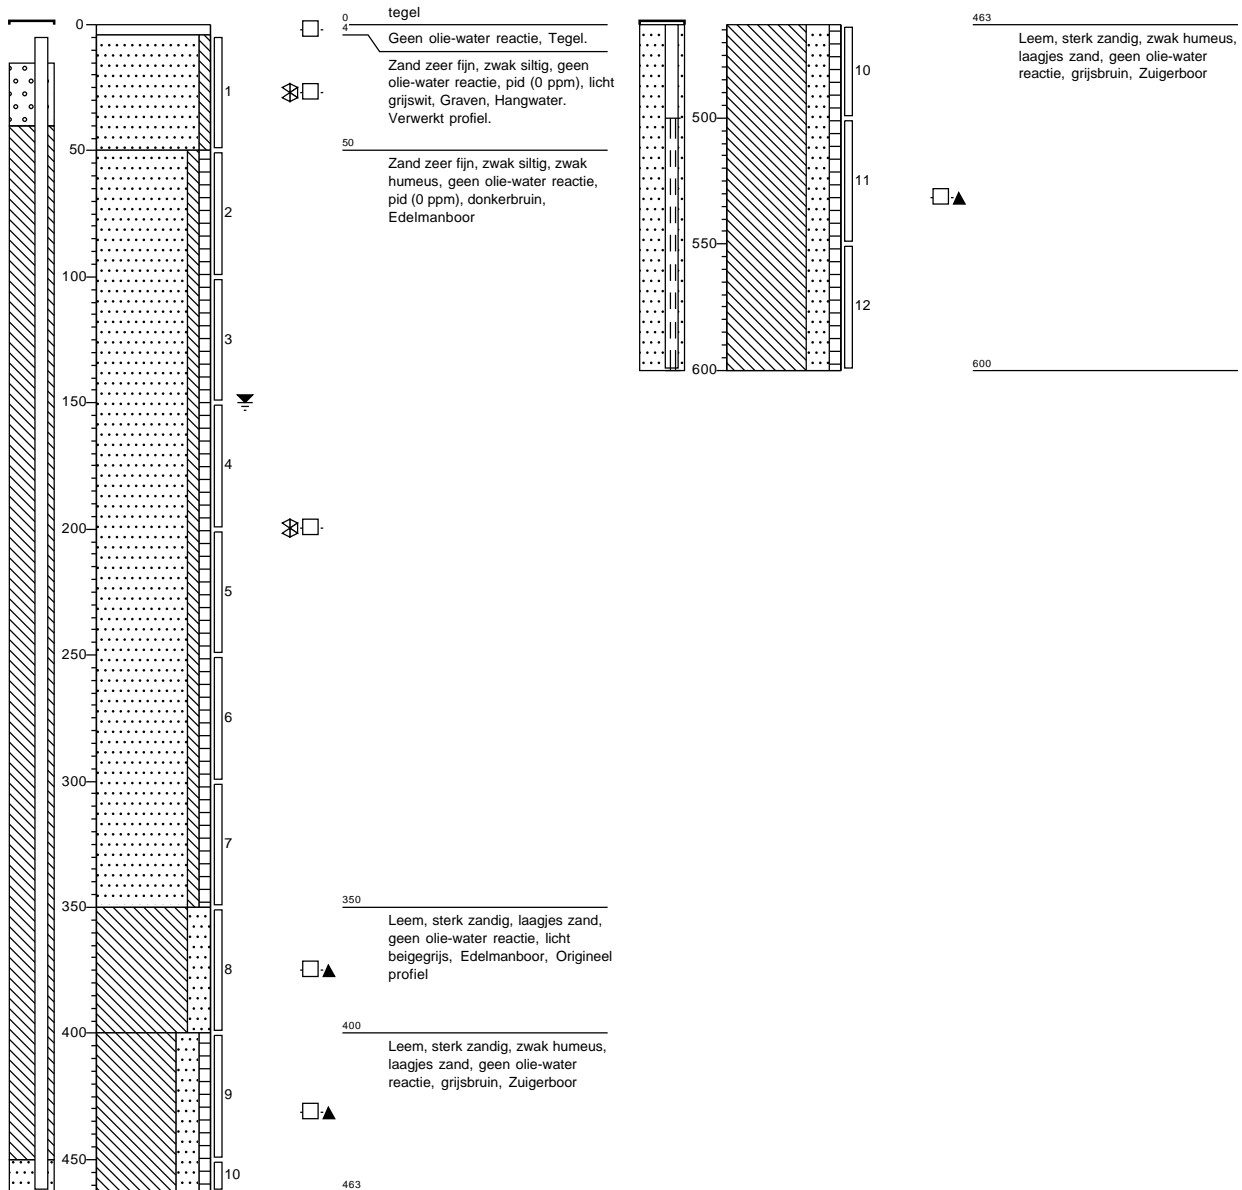 0
tegel
0
4
Geen olie-water reactie, Tegel.
Zand zeer fijn, zwak siltig, geen
olie-water reactie, pid (0 ppm), licht
grijswit, Graven, Hangwater.
Verwerkt profiel.
1
50
50
Zand zeer fijn, zwak siltig, zwak
humeus, geen olie-water reactie,
pid (0 ppm), donkerbruin,
Edelmanboor
2
100
3
150
4
200
5
250
6
300
7
350
350
Leem, sterk zandig, laagjes zand,
geen olie-water reactie, licht
beigegrijs, Edelmanboor, Origineel
profiel
8
400
400
Leem, sterk zandig, zwak humeus,
laagjes zand, geen olie-water
reactie, grijsbruin, Zuigerboor
9
450
10
463
463
Leem, sterk zandig, zwak humeus,
laagjes zand, geen olie-water
reactie, grijsbruin, Zuigerboor
10
500
11
550
12
600
600